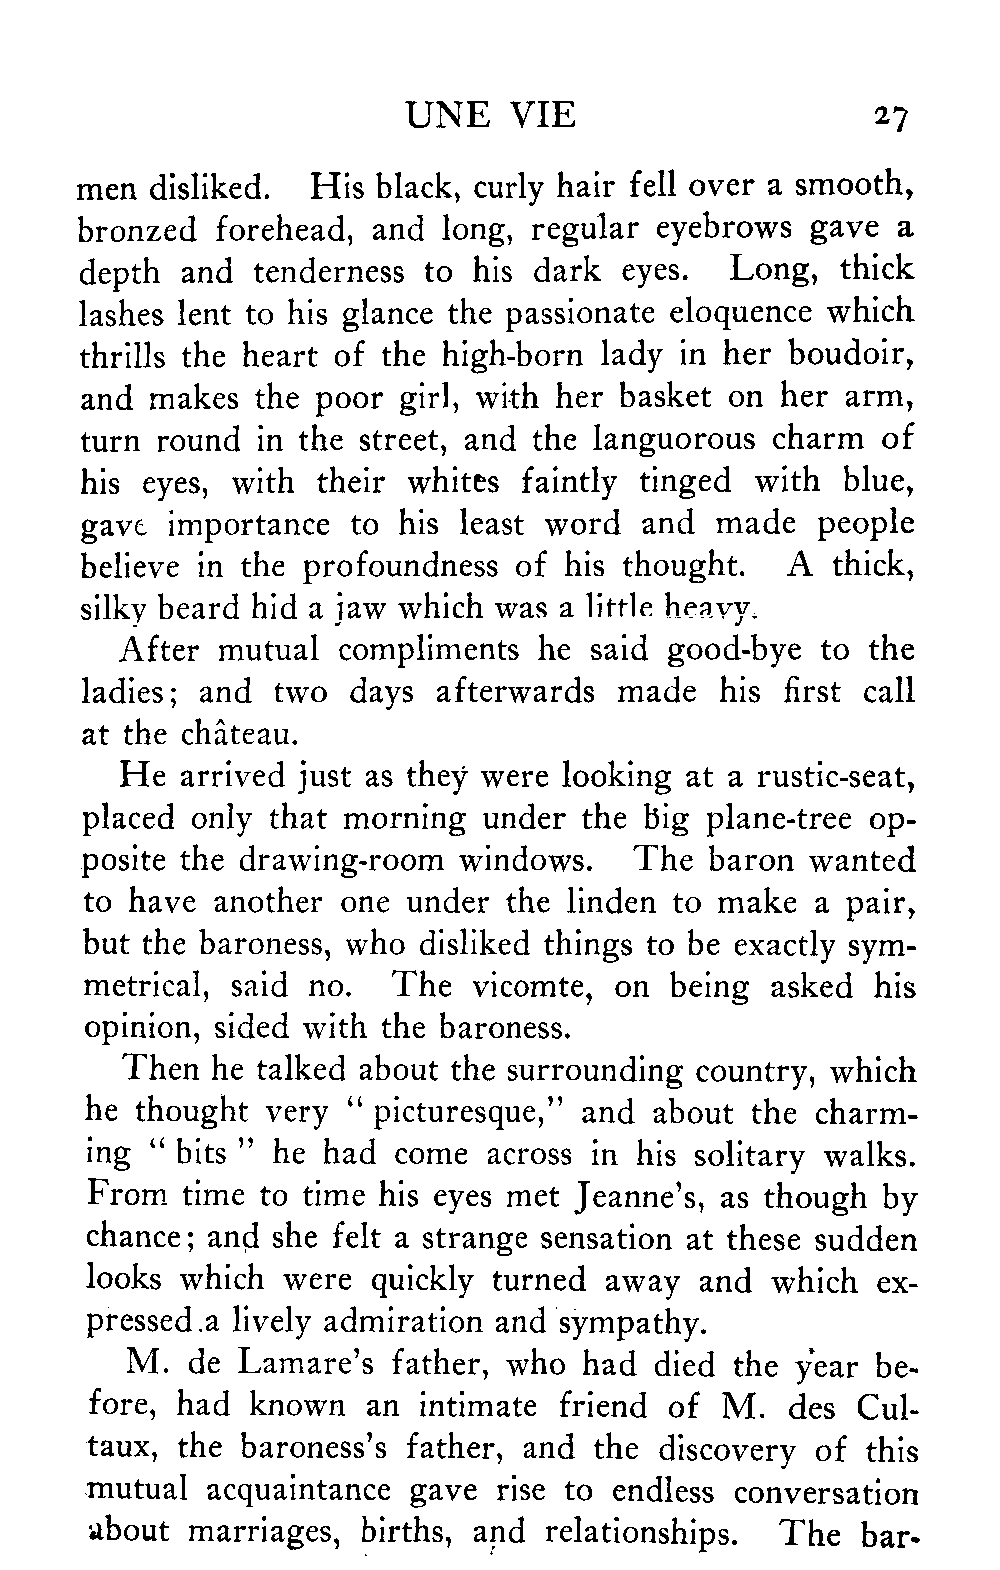 UNE VIE 27
men disliked. His black, curly hair fell over a smooth,
bronzed forehead, and long, regular eyebrows gave a
depth and tenderness to his dark eyes. Long, thick
lashes lent to his glance the passionate eloquence which
thrills the heart of the high-born lady in her boudoir,
and makes the poor girl, with her basket on her arm,
turn round in the street, and the languorous charm of
his eyes, with their whites faintly tinged with blue,
gave importance to his least word and made people
believe in the profoundness of his thought. A thick,
silky beard hid a jaw which was a little heavy.
After mutual compliments he said good-bye to the
ladies; and two days afterwards made his first call
at the château.
He arrived just as they were looking at a rustic-seat,
placed only that morning under the big plane-tree op-
posite the drawing-room windows. The baron wanted
to have another one under the linden to make a pair,
but the baroness, who disliked things to be exactly sym-
metrical, said no. The vicomte, on being asked his
opinion, sided with the baroness.
Then he talked about the surrounding country, which
he thought very “ picturesque,” and about the charm-
ing “ bits ” he had come across in his solitary walks.
From time to time his eyes met Jeanne’s, as though by
chance; and she felt a strange sensation at these sudden
looks which were quickly turned away and which ex-
pressed a lively admiration and sympathy.
M. de Lamare’s father, who had died the year be-
fore, had known an intimate friend of M. des Cul-
taux, the baroness’s father, and the discovery of this
mutual acquaintance gave rise to endless conversation
about marriages, births, and relationships. The bar-